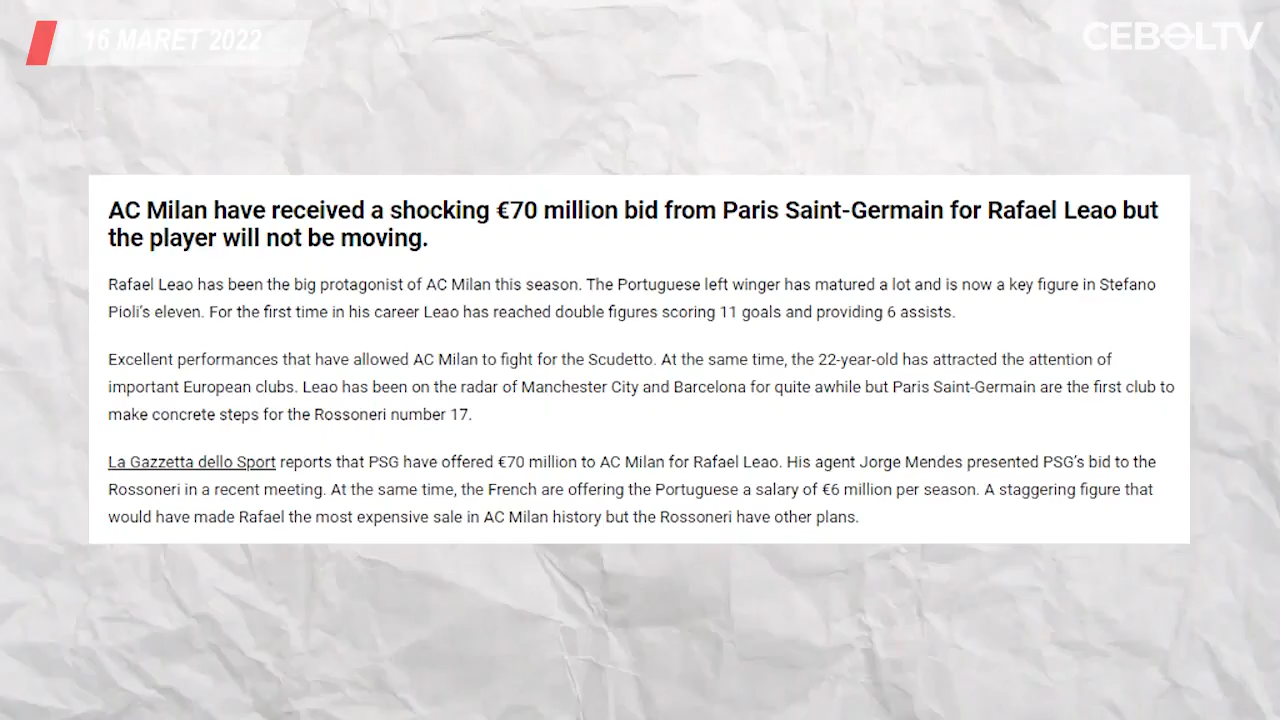 16 MARET 2022
CEBOLTV
AC Milan have received a shocking €70 million bid from Paris Saint-Germain for Rafael Leao but
the player will not be moving.
Rafael Leao has been the big protagonist of AC Milan this season. The Portuguese left winger has matured a lot and is now a key figure in Stefano
Pioli's eleven. For the first time in his career Leao has reached double figures scoring 11 goals and providing 6 assists.
Excellent performances that have allowed AC Milan to fight for the Scudetto. At the same time, the 22-year-old has attracted the attention of
important European clubs. Leao has been on the radar of Manchester City and Barcelona for quite awhile but Paris Saint-Germain are the first club to
make concrete steps for the Rossoneri number 17.
La Gazzetta dello Sport reports that PSG have offered €70 million to AC Milan for Rafael Leao. His agent Jorge Mendes presented PSG's bid to the
Rossoneri in a recent meeting. At the same time, the French are offering the Portuguese a salary of €6 million per season. A staggering figure that
would have made Rafael the most expensive sale in AC Milan history but the Rossoneri have other plans.